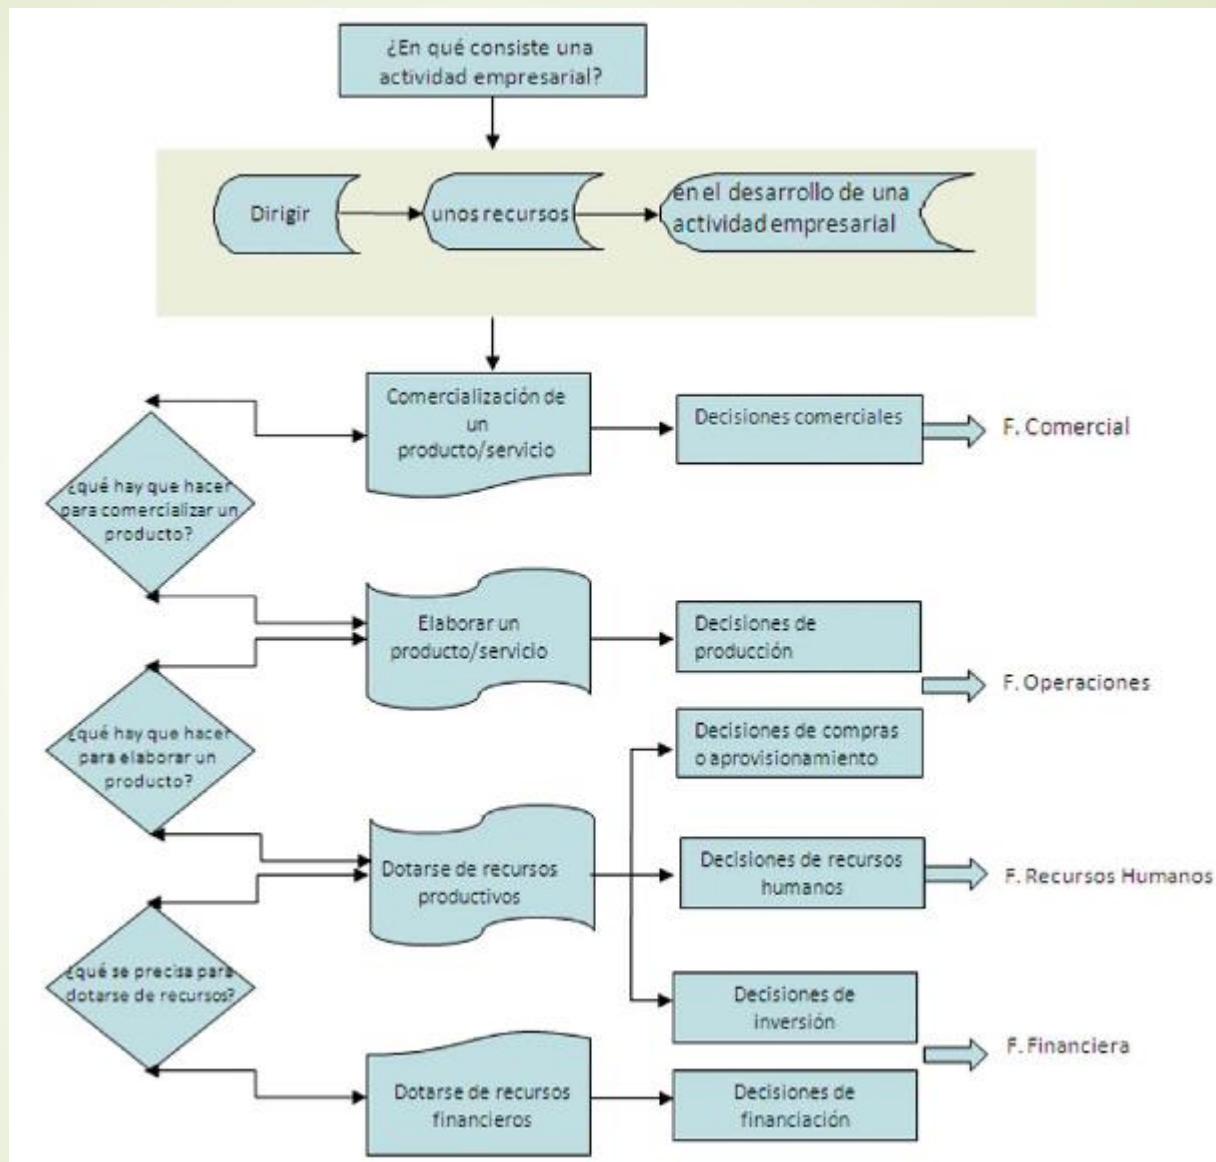 ¿En qué consiste una
actividad empresarial?
Dirigir
unos recursos
en el desarrollo de una
actividad empresarial
Comercialización de
un
producto/servicio
Decisiones comerciales
F. Comercial
¿qué hay que hacer
para comercializar un
producto?
Elaborar un
producto/servicio
Decisiones de
producción
F. Operaciones
¿qué hay que hacer
para elaborar un
producto?
Decisiones de compras
o aprovisionamiento
Dotarse de recursos
productivos
Decisiones de recursos
humanos
F. Recursos Humanos
¿qué se precisa para
dotarse de recursos?
Decisiones de
inversión
F. Financiera
Dotarse de recursos
financieros
Decisiones de
financiación